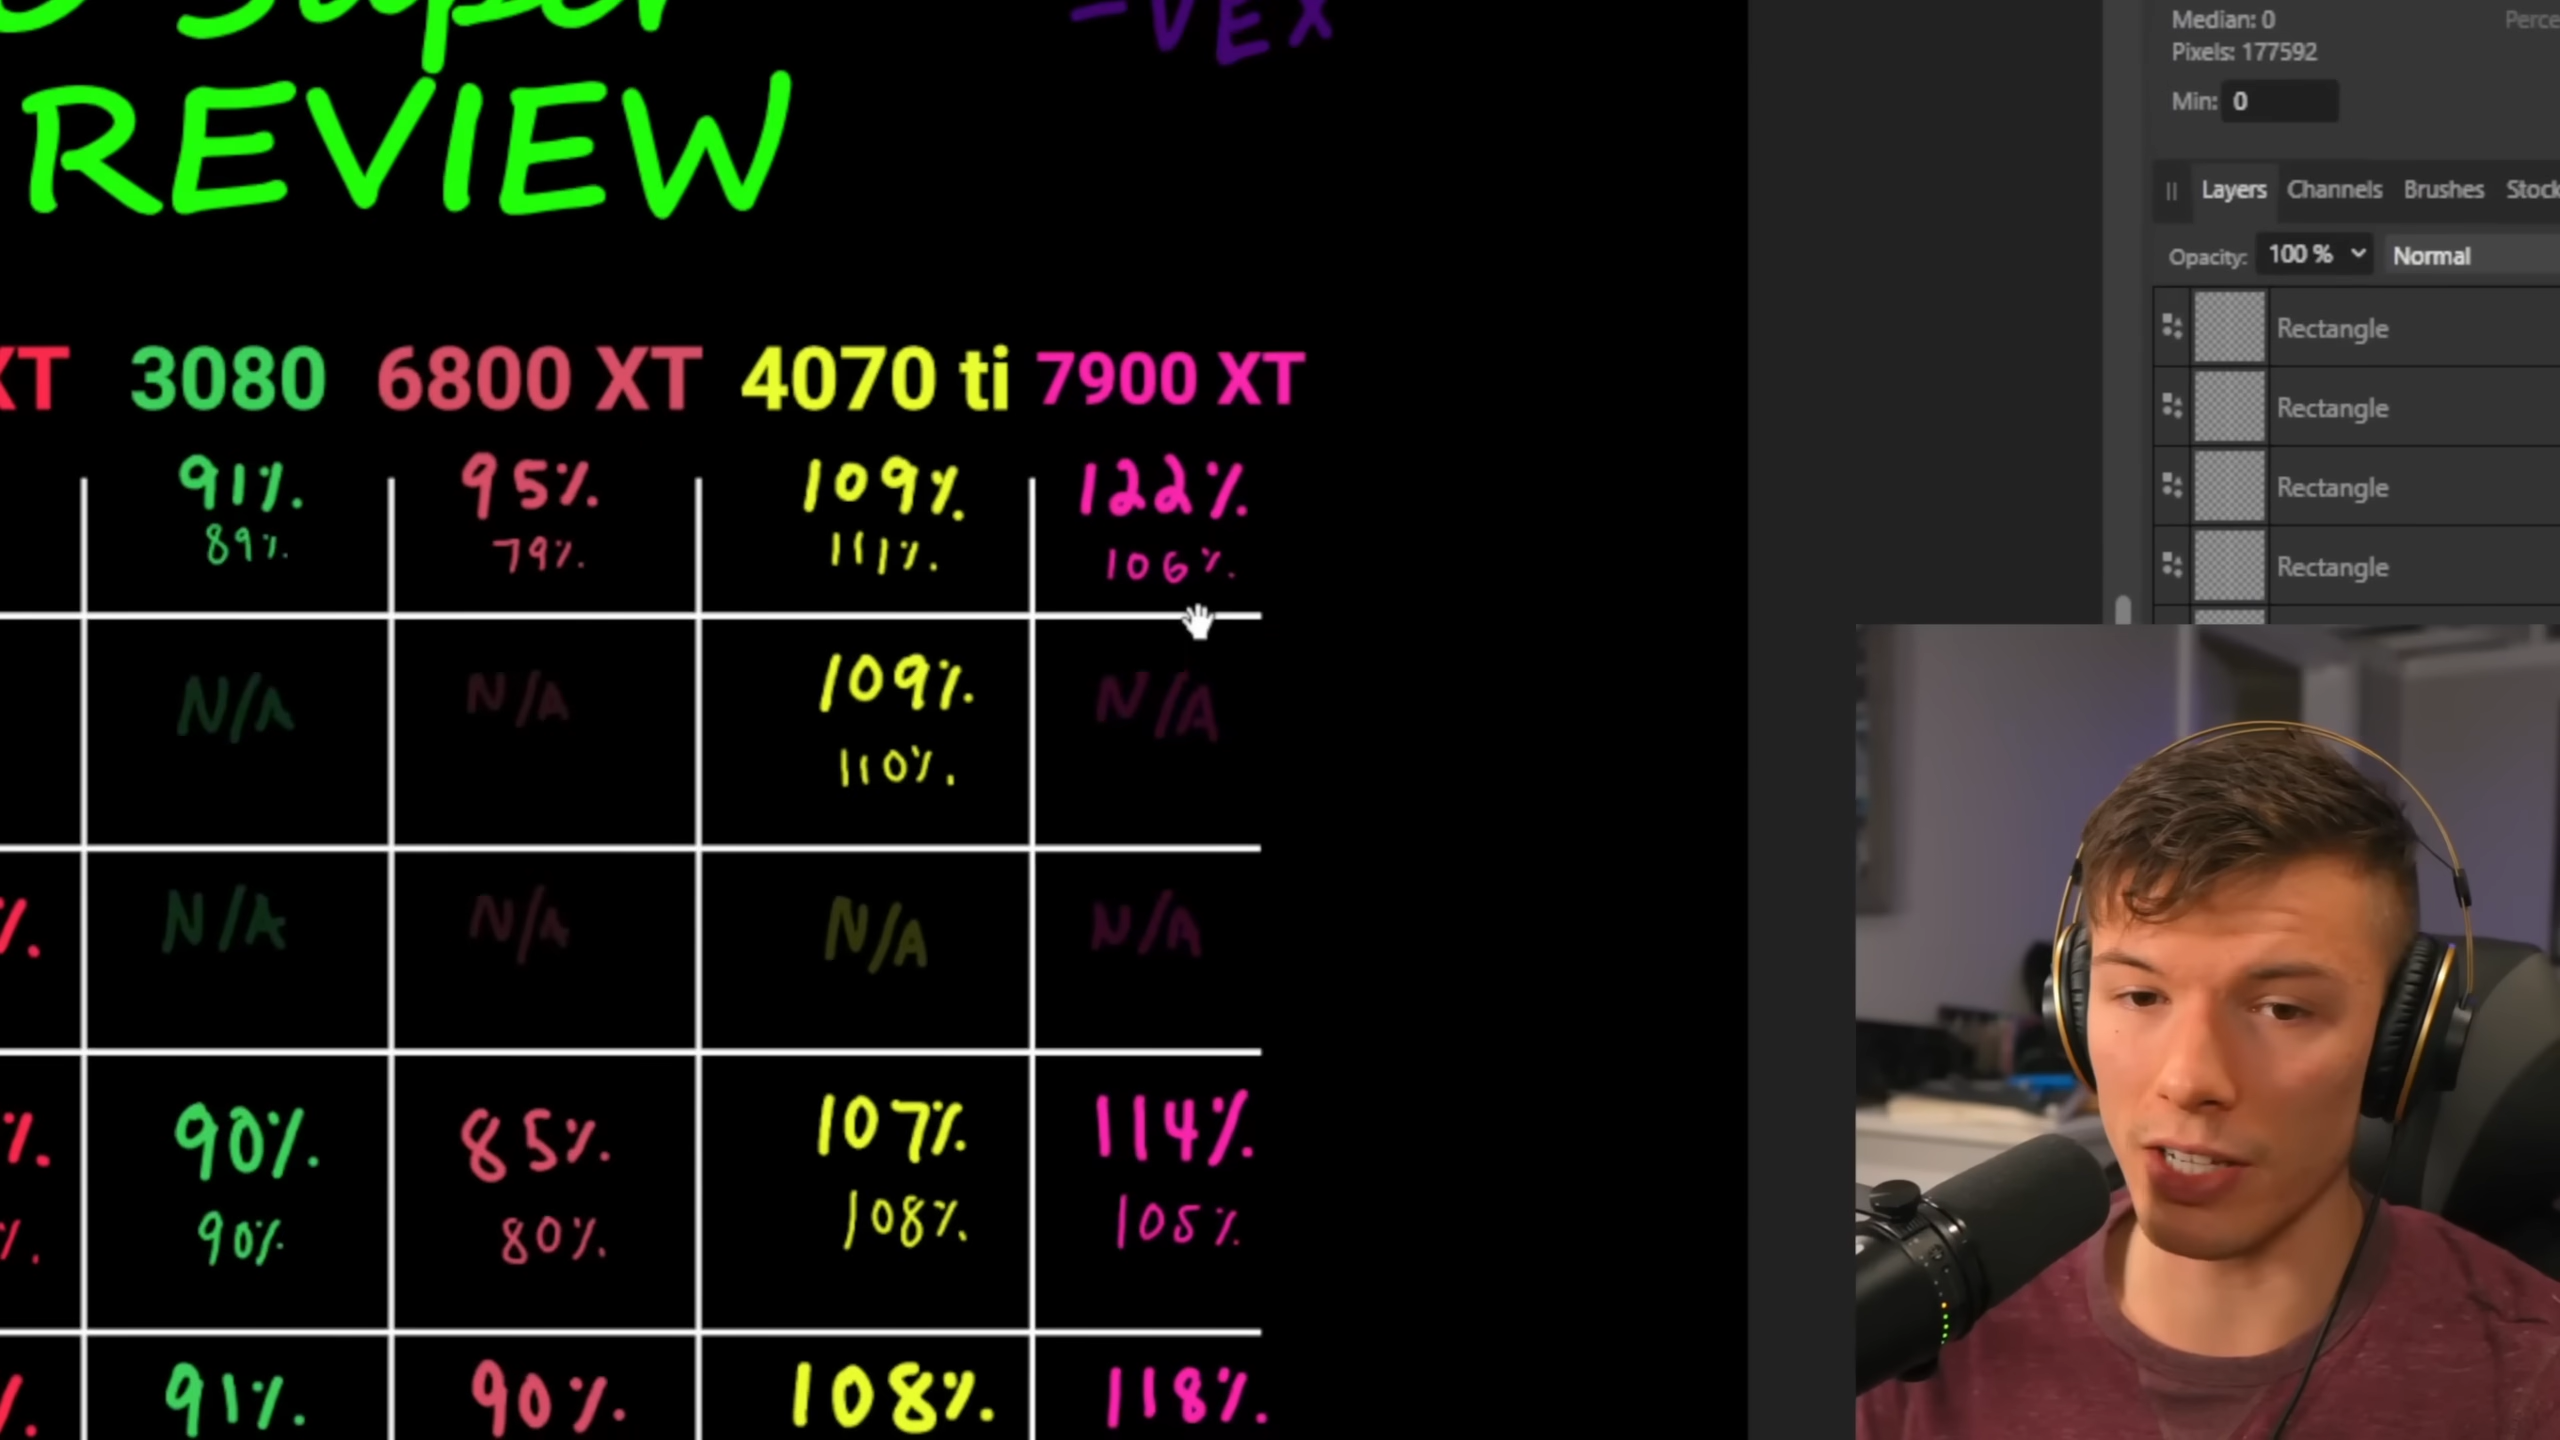 Super
-VEX
REVIEW
XT 3080 6800 XT 4070 ti 7900 XT
91% 95% 109% 122%
89% 79% 111% 106%
N/A N/A 109% N/A
110%
%. N/A N/A N/A N/A
%. 90% 85% 107% 114%
%. 90% 80% 108% 105%
%. 91% 90% 108% 118%
Median: 0
Pixels: 177592
Min: 0
Layers Channels Brushes Stock
Opacity: 100 % Normal
Rectangle
Rectangle
Rectangle
Rectangle